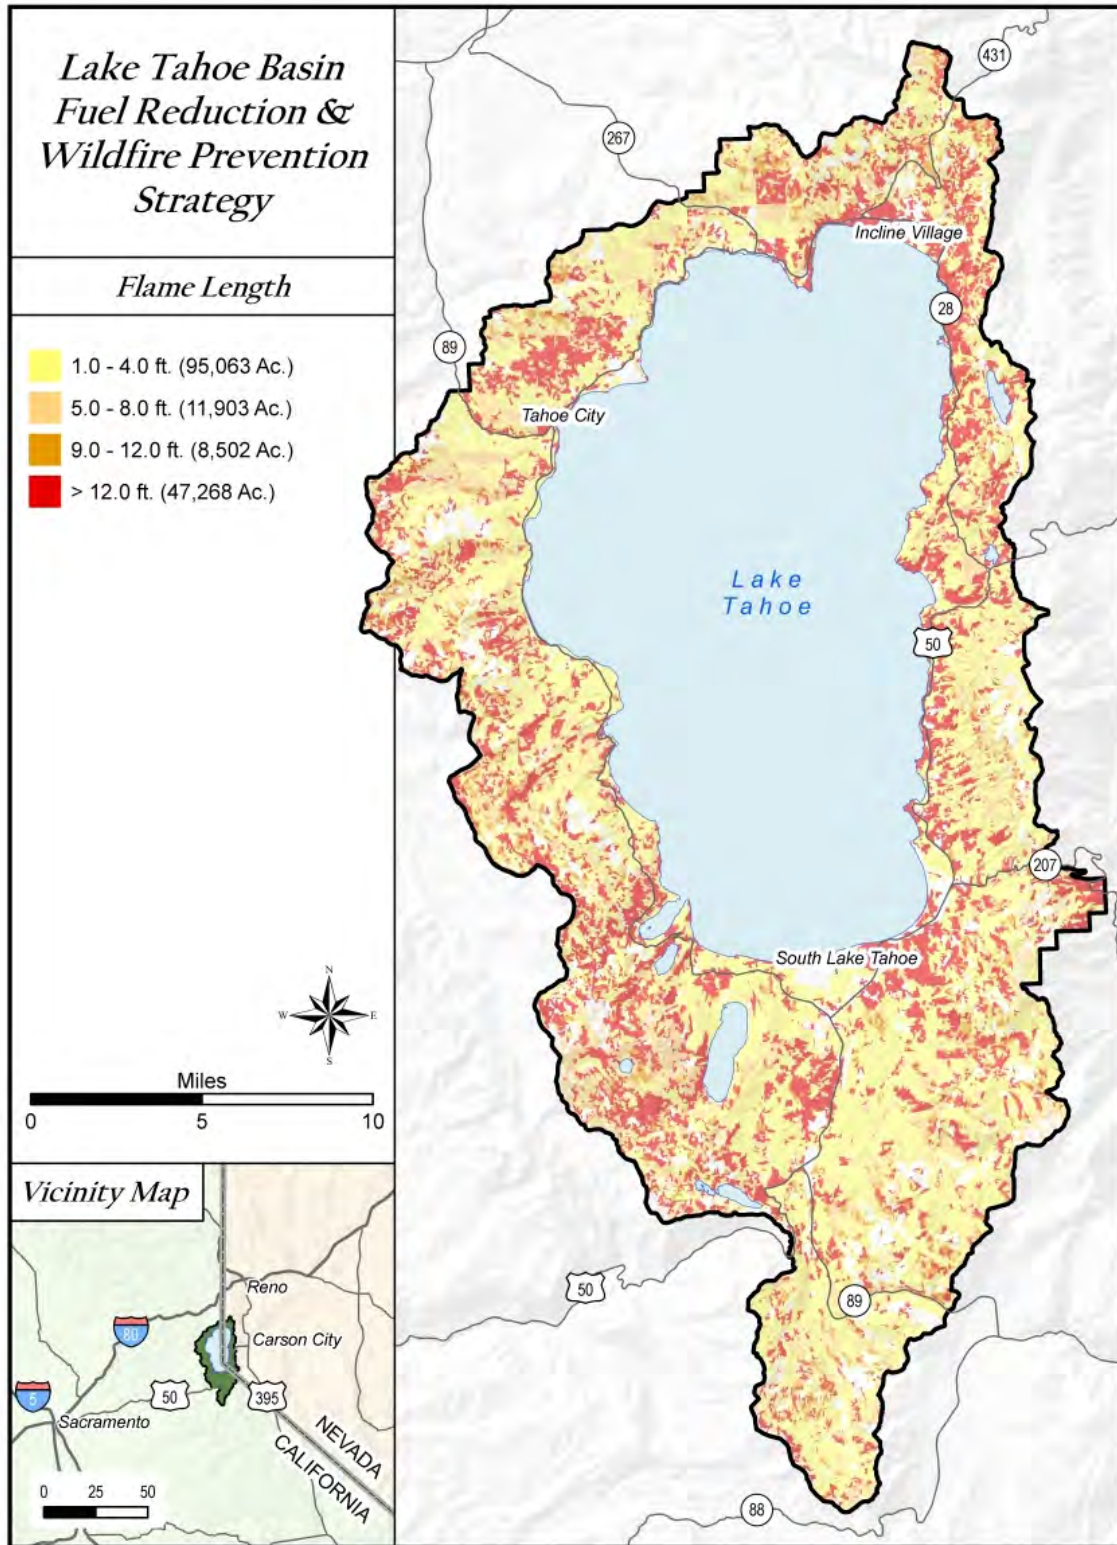 Lake Tahoe Basin
Fuel Reduction &
Wildfire Prevention
Strategy
Flame Length
1.0 - 4.0 ft. (95,063 Ac.)
5.0 - 8.0 ft. (11,903 Ac.)
9.0 - 12.0 ft. (8,502 Ac.)
> 12.0 ft. (47,268 Ac.)
N
W E
S
Miles
0 5 10
Vicinity Map
Reno
80
Carson City
50
395
5
Sacramento
NEVADA
CALIFORNIA
0 25 50
431
267
Incline Village
28
89
Tahoe City
Lake
Tahoe
50
207
South Lake Tahoe
50
89
88